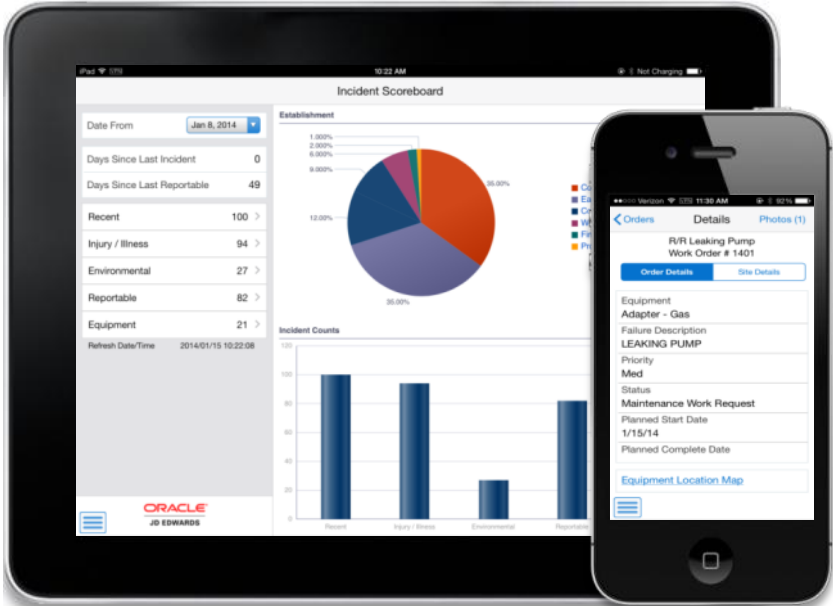 iPad
10:22 AM
Not Charging
Incident Scoreboard
Date From Jan 8, 2014
Days Since Last Incident 0
Days Since Last Reportable 49
Recent 100 >
Injury / Illness 94 >
Environmental 27 >
Reportable 82 >
Equipment 21 >
Refresh Date/Time 2014/01/15 10:22:08
ORACLE
JD EDWARDS
Establishment
1.000%
2.000%
6.000%
9.000%
12.00%
35.00%
35.00%
Co
Ea
Co
W
Fi
Pr
Incident Counts
120
100
80
60
40
20
0
Recent Injury / Illness Environmental Reportable
Verizon 11:30 AM 92%
Orders Details Photos (1)
R/R Leaking Pump
Work Order # 1401
Order Details Site Details
Equipment
Adapter - Gas
Failure Description
LEAKING PUMP
Priority
Med
Status
Maintenance Work Request
Planned Start Date
1/15/14
Planned Complete Date
Equipment Location Map